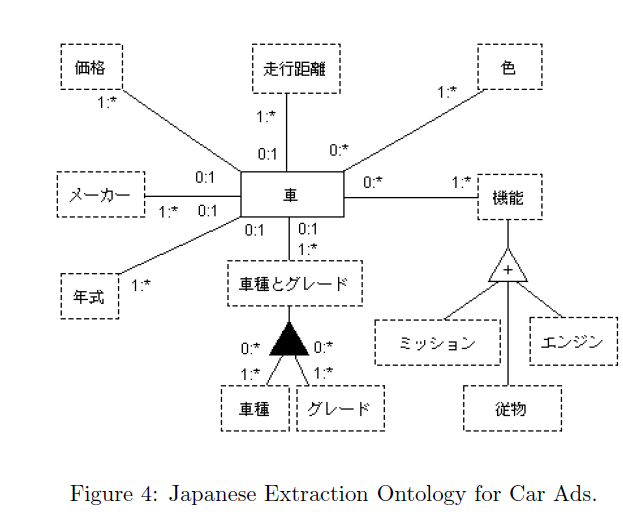 価格
走行距離
色
1:*
1:*
1:*
0:1
0:*
0:1
メーカー
車
0:*
1:*
機能
1:*
0:1
0:1
0:1
1:*
1:*
年式
車種とグレード
+
ミッション
エンジン
0:*
0:*
1:*
1:*
車種
グレード
従物
Figure 4: Japanese Extraction Ontology for Car Ads.